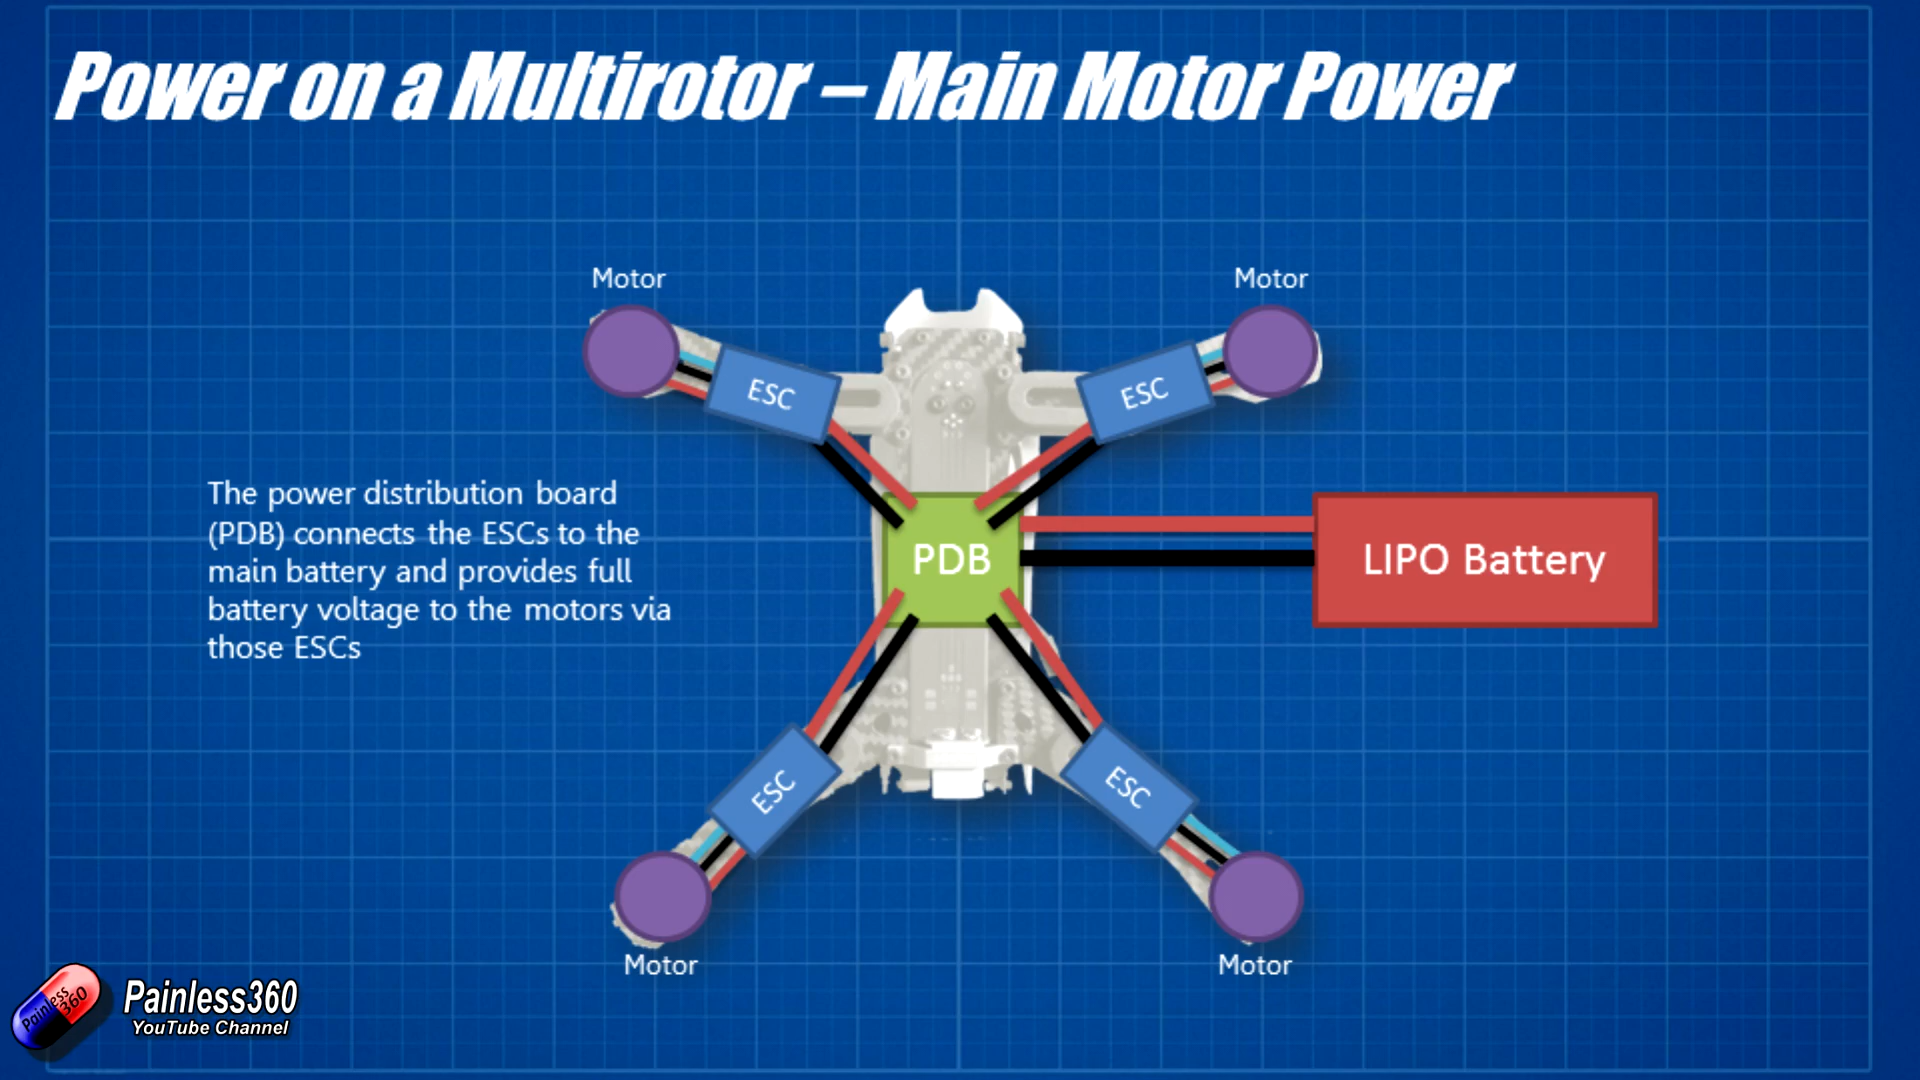 Power on a Multirotor – Main Motor Power
Motor
Motor
ESC
ESC
The power distribution board
(PDB) connects the ESCs to the
main battery and provides full
battery voltage to the motors via
those ESCs
PDB
LIPO Battery
ESC
ESC
Motor
Motor
Painless
360
Painless360
YouTube Channel